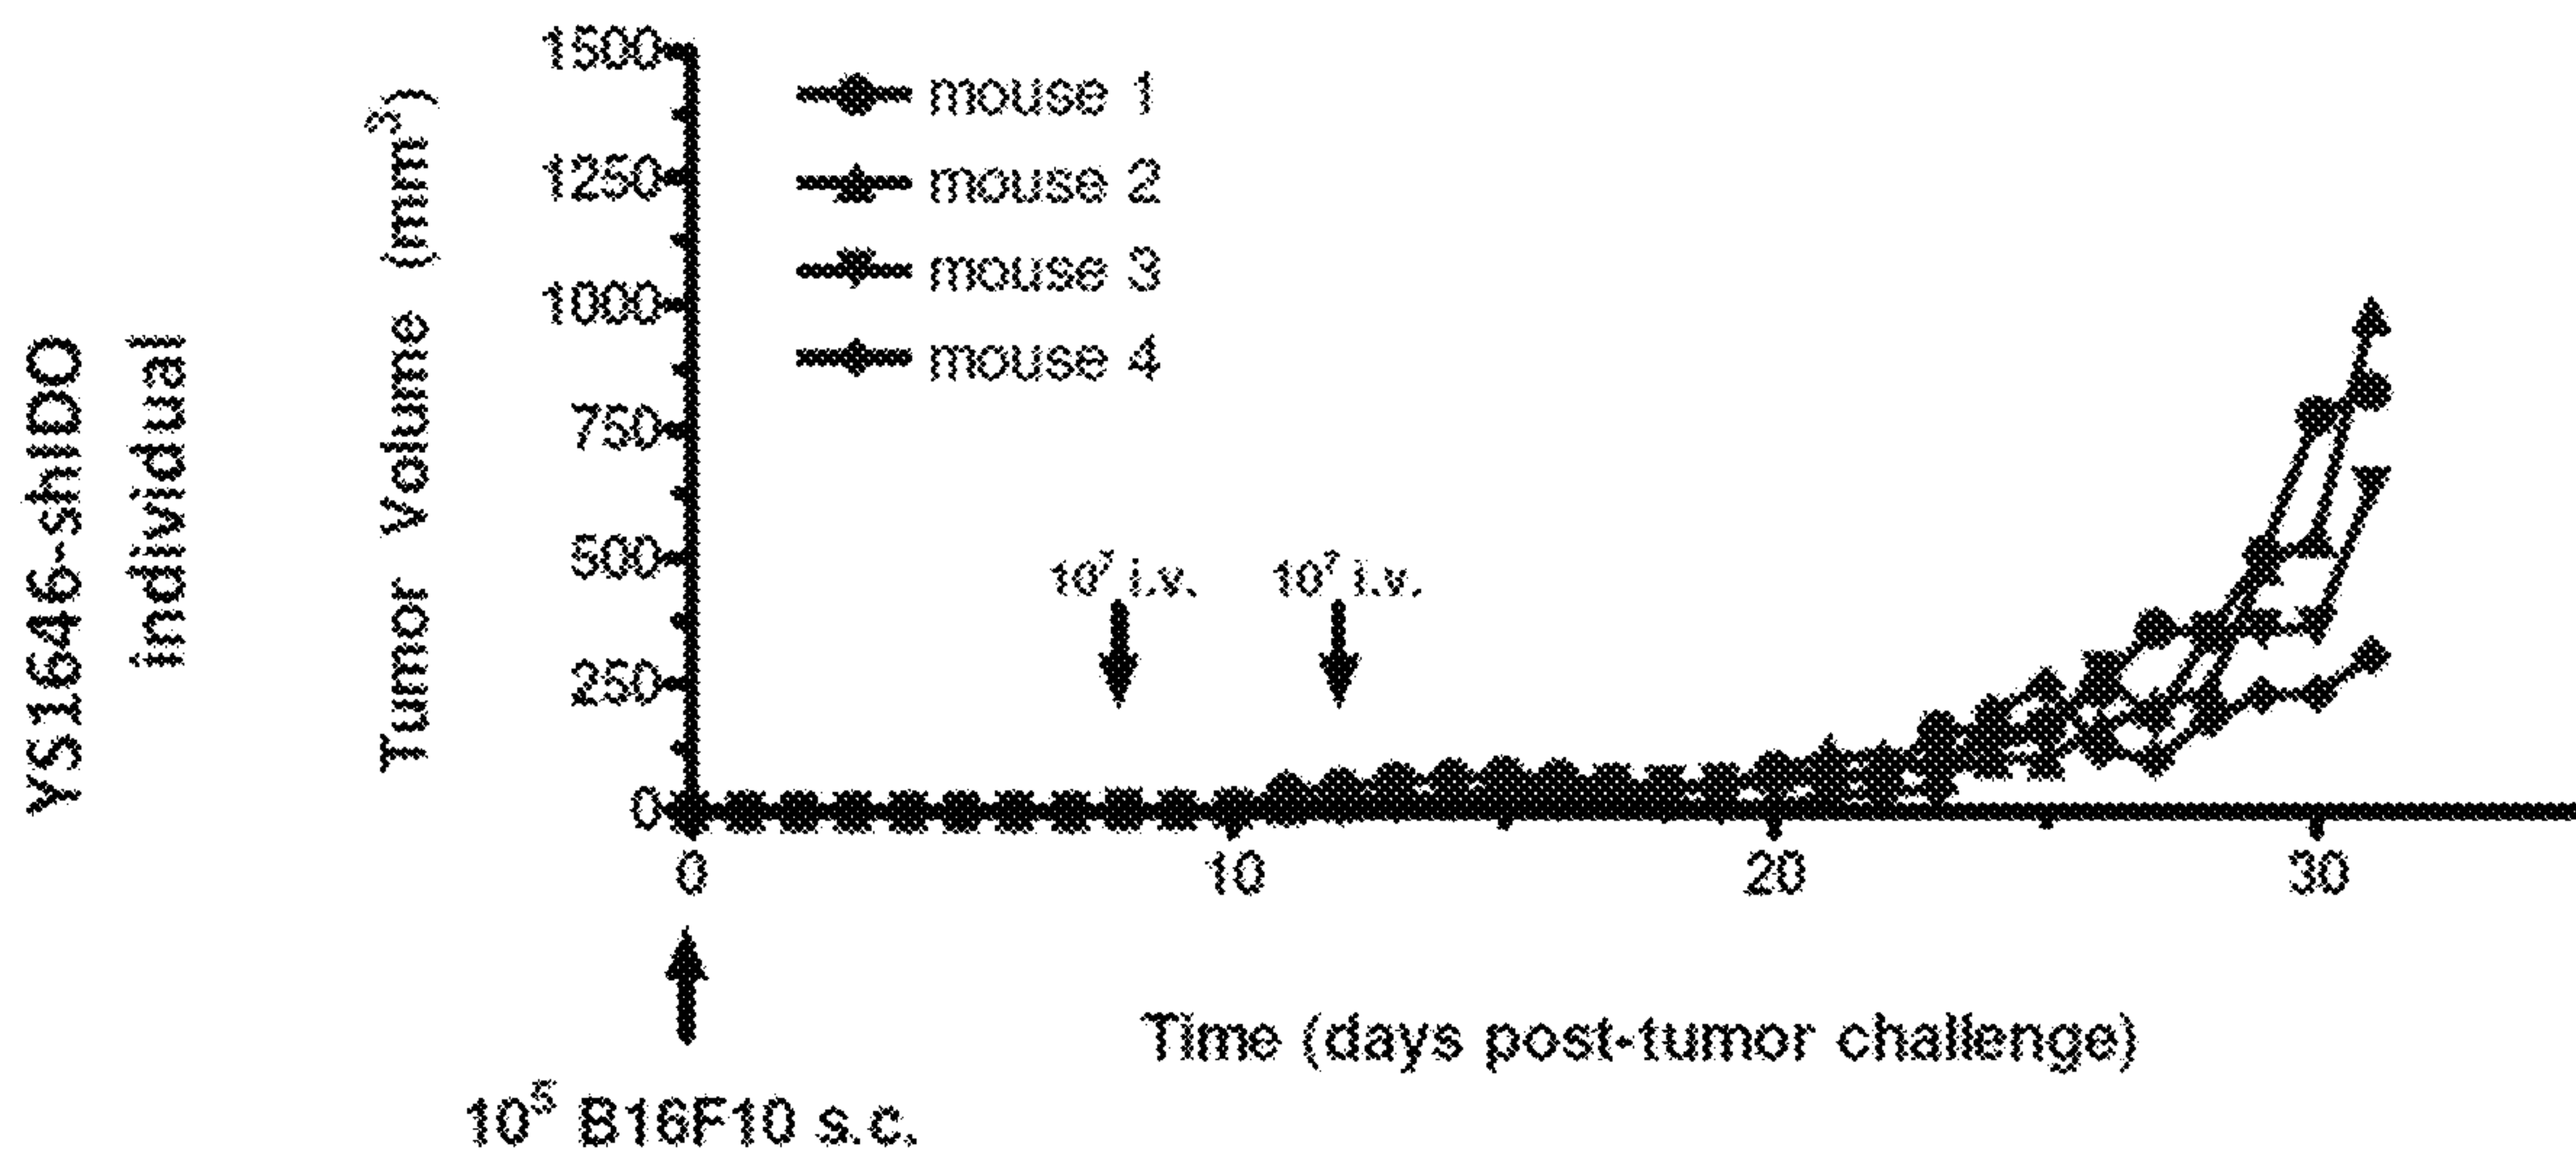 YS1646-shIDO
individual
Tumor Volume (mm³)
1500
1250
1000
750
500
250
0
mouse 1
mouse 2
mouse 3
mouse 4
10⁷ i.v.
10⁷ i.v.
0
10
20
30
Time (days post-tumor challenge)
10⁵ B16F10 s.c.